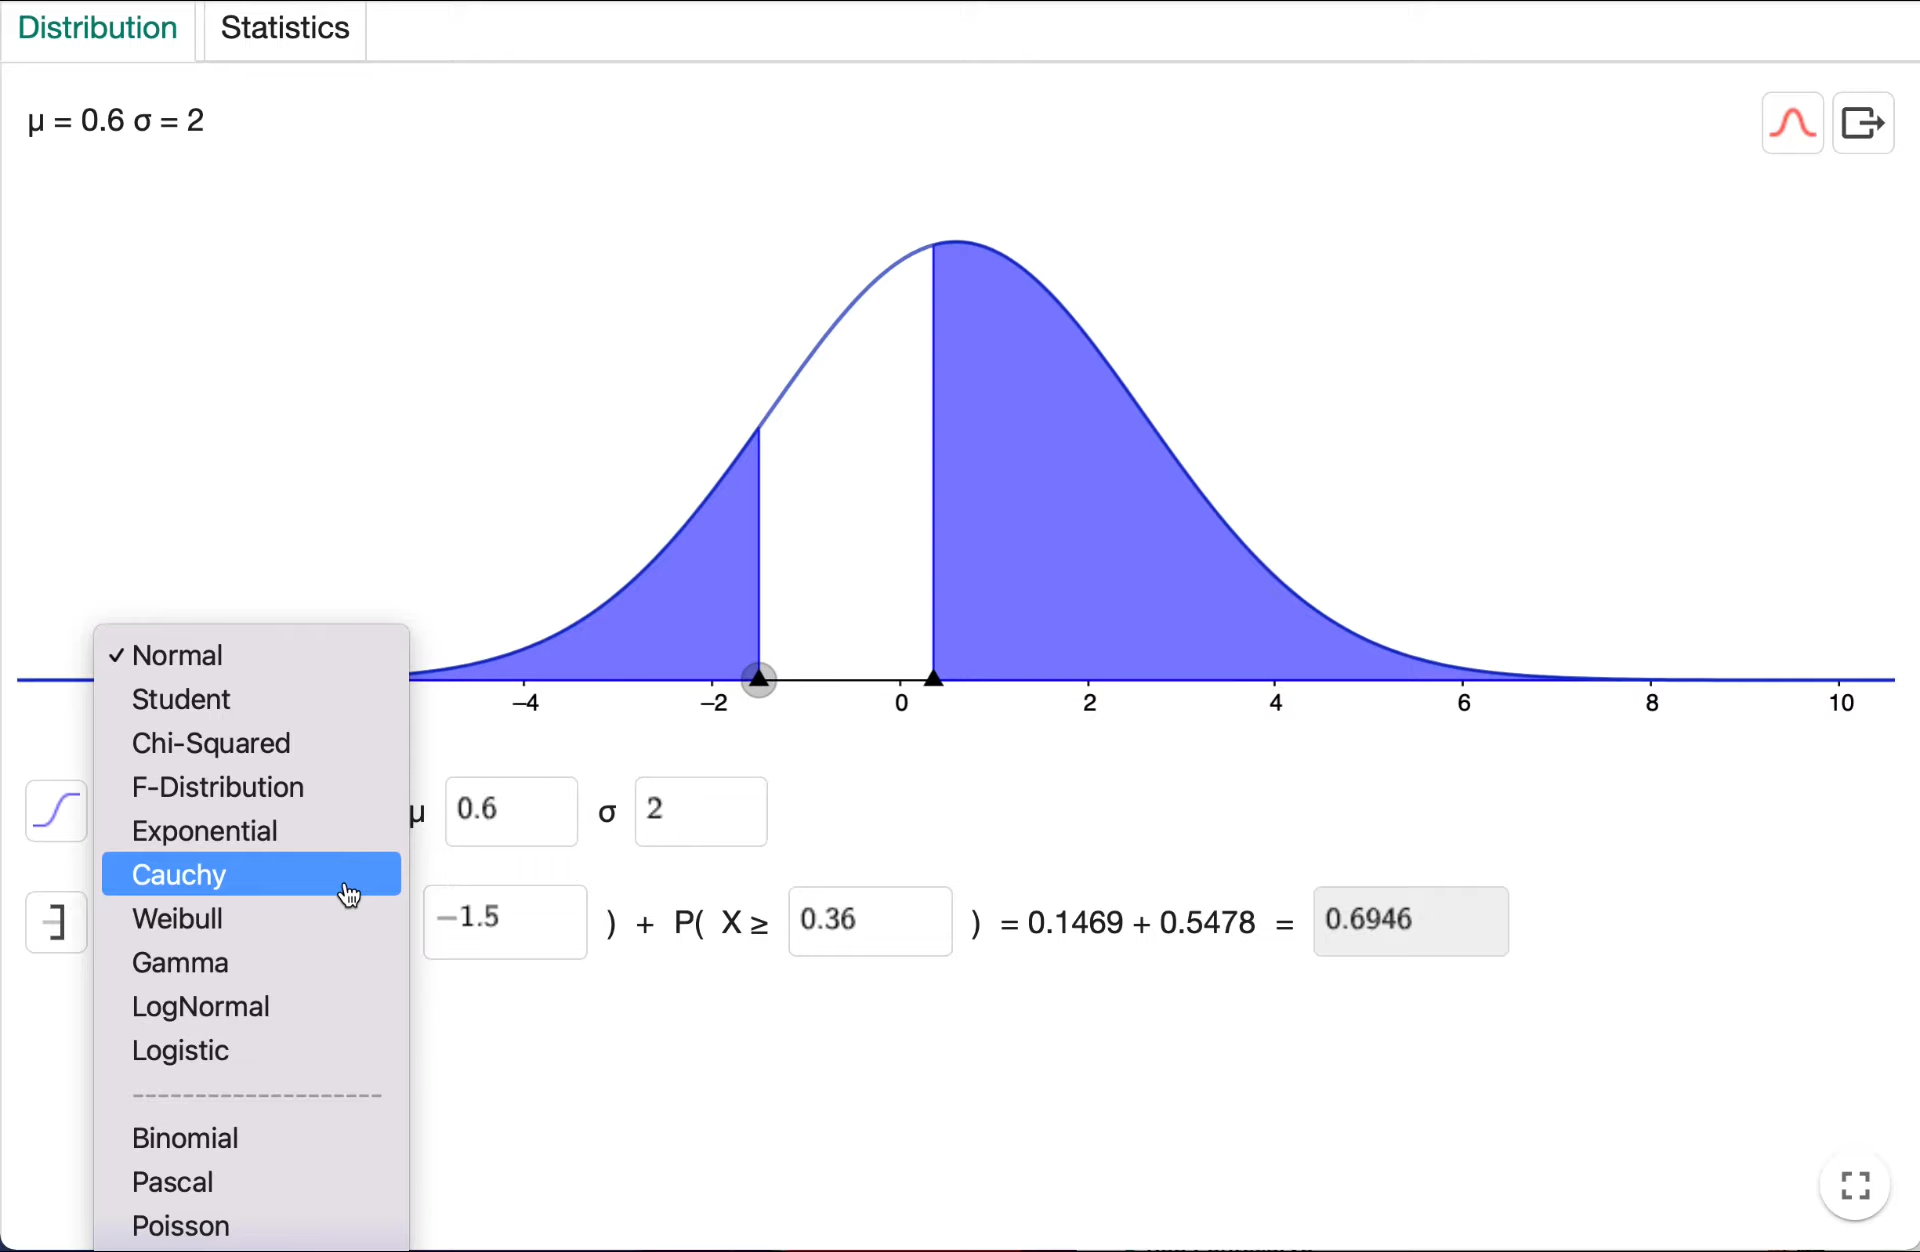 Distribution
Statistics
μ = 0.6 σ = 2
−4
−2
0
2
4
6
8
10
✓ Normal
Student
Chi-Squared
F-Distribution
Exponential
Cauchy
Weibull
Gamma
LogNormal
Logistic
--------------------
Binomial
Pascal
Poisson
μ 0.6 σ 2
−1.5 ) + P( X ≥ 0.36 ) = 0.1469 + 0.5478 = 0.6946